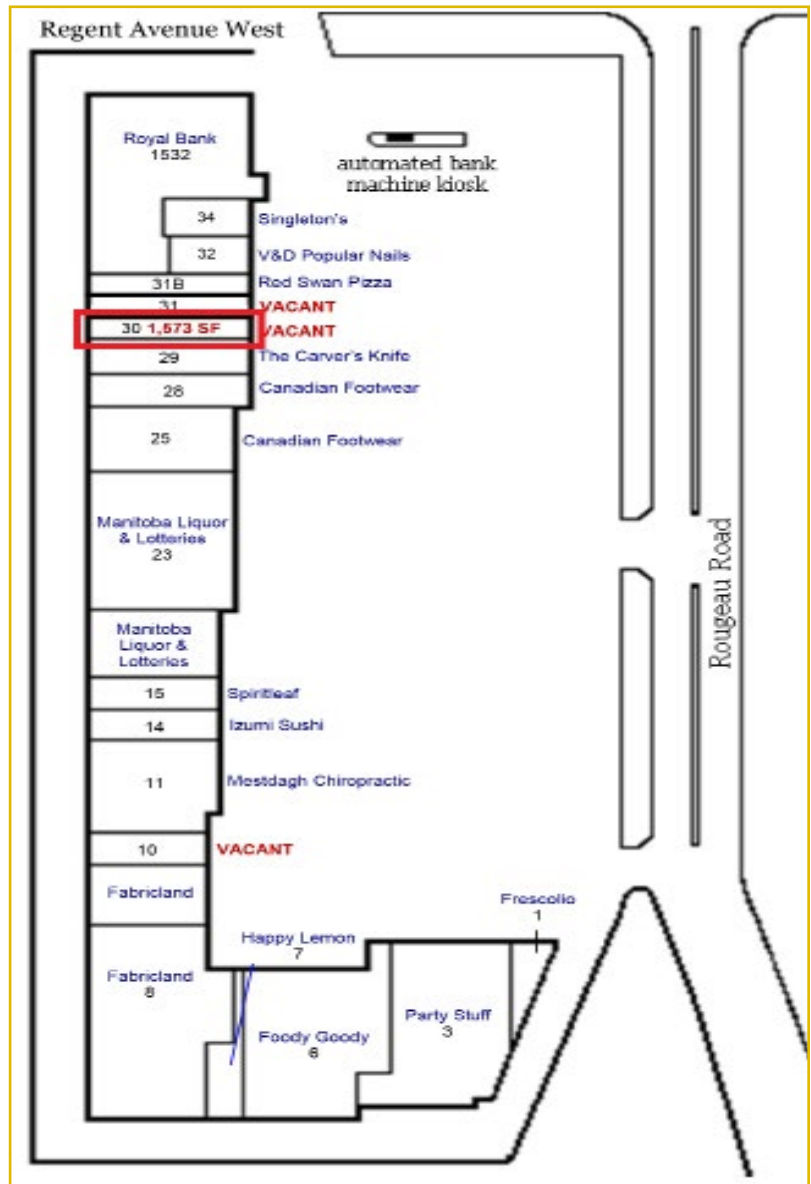 Regent Avenue West
Royal Bank
1532
automated bank
machine kiosk
34
Singleton's
32
V&D Popular Nails
31B
Red Swan Pizza
31
VACANT
30 1,573 SF
VACANT
29
The Carver's Knife
28
Canadian Footwear
25
Canadian Footwear
Manitoba Liquor
& Lotteries
23
Rougeau Road
Manitoba
Liquor &
Lotteries
15
Spiritleaf
14
Izumi Sushi
11
Mestdagh Chiropractic
10
VACANT
Fabricland
Frescolio
1
Happy Lemon
7
Fabricland
8
Party Stuff
3
Foody Goody
6